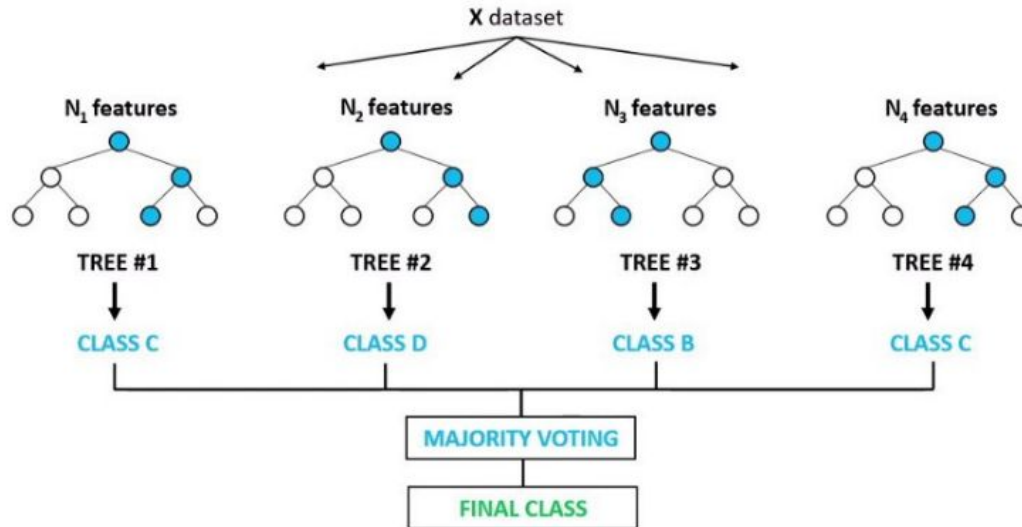 X dataset
N₁ features
N₂ features
N₃ features
N₄ features
TREE #1
TREE #2
TREE #3
TREE #4
CLASS C
CLASS D
CLASS B
CLASS C
MAJORITY VOTING
FINAL CLASS